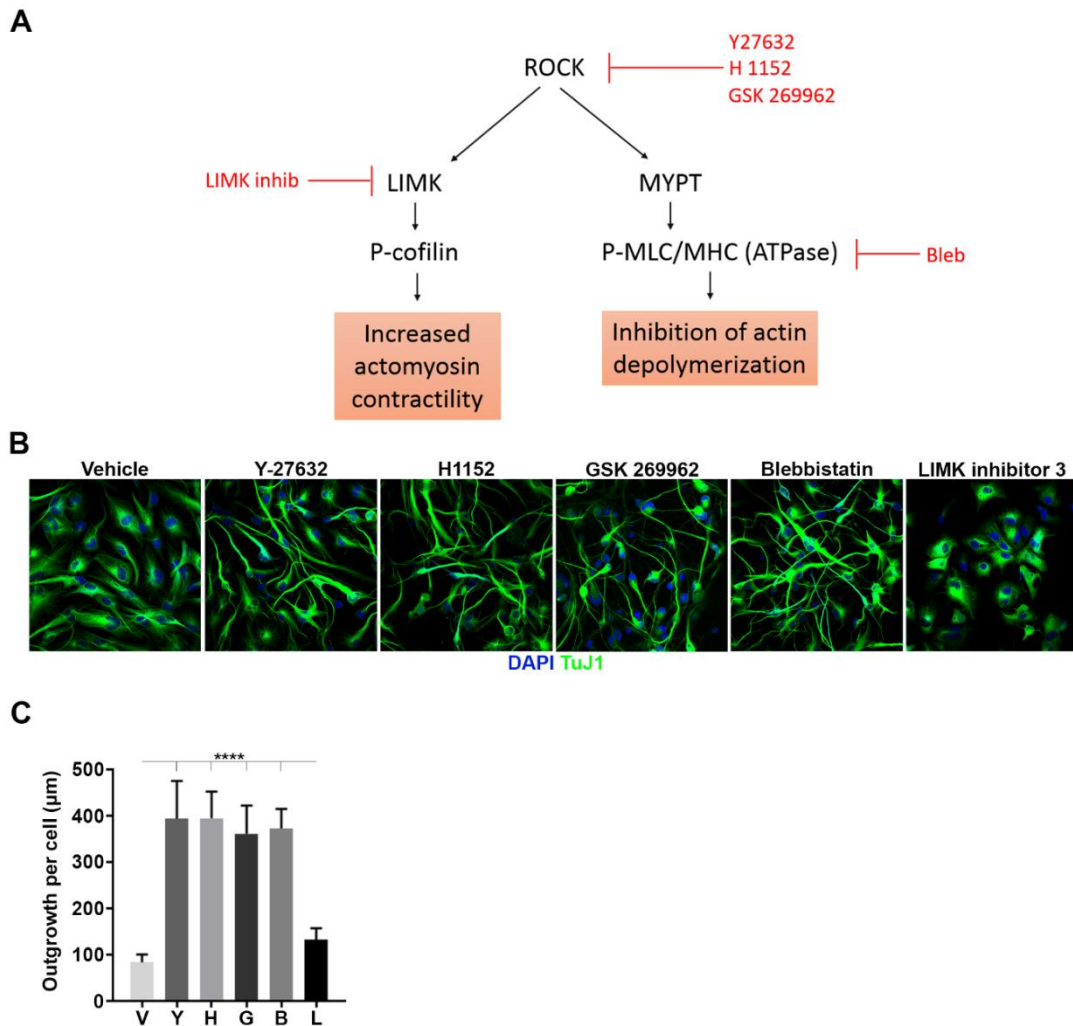 A
ROCK
Y27632
H 1152
GSK 269962
LIMK inhib
LIMK
MYPT
P-cofilin
P-MLC/MHC (ATPase)
Bleb
Increased
actomyosin
contractility
Inhibition of actin
depolymerization
B
Vehicle Y-27632 H1152 GSK 269962 Blebbistatin LIMK inhibitor 3
DAPI TuJ1
C
****
Outgrowth per cell (µm)
500
400
300
200
100
0
V Y H G B L